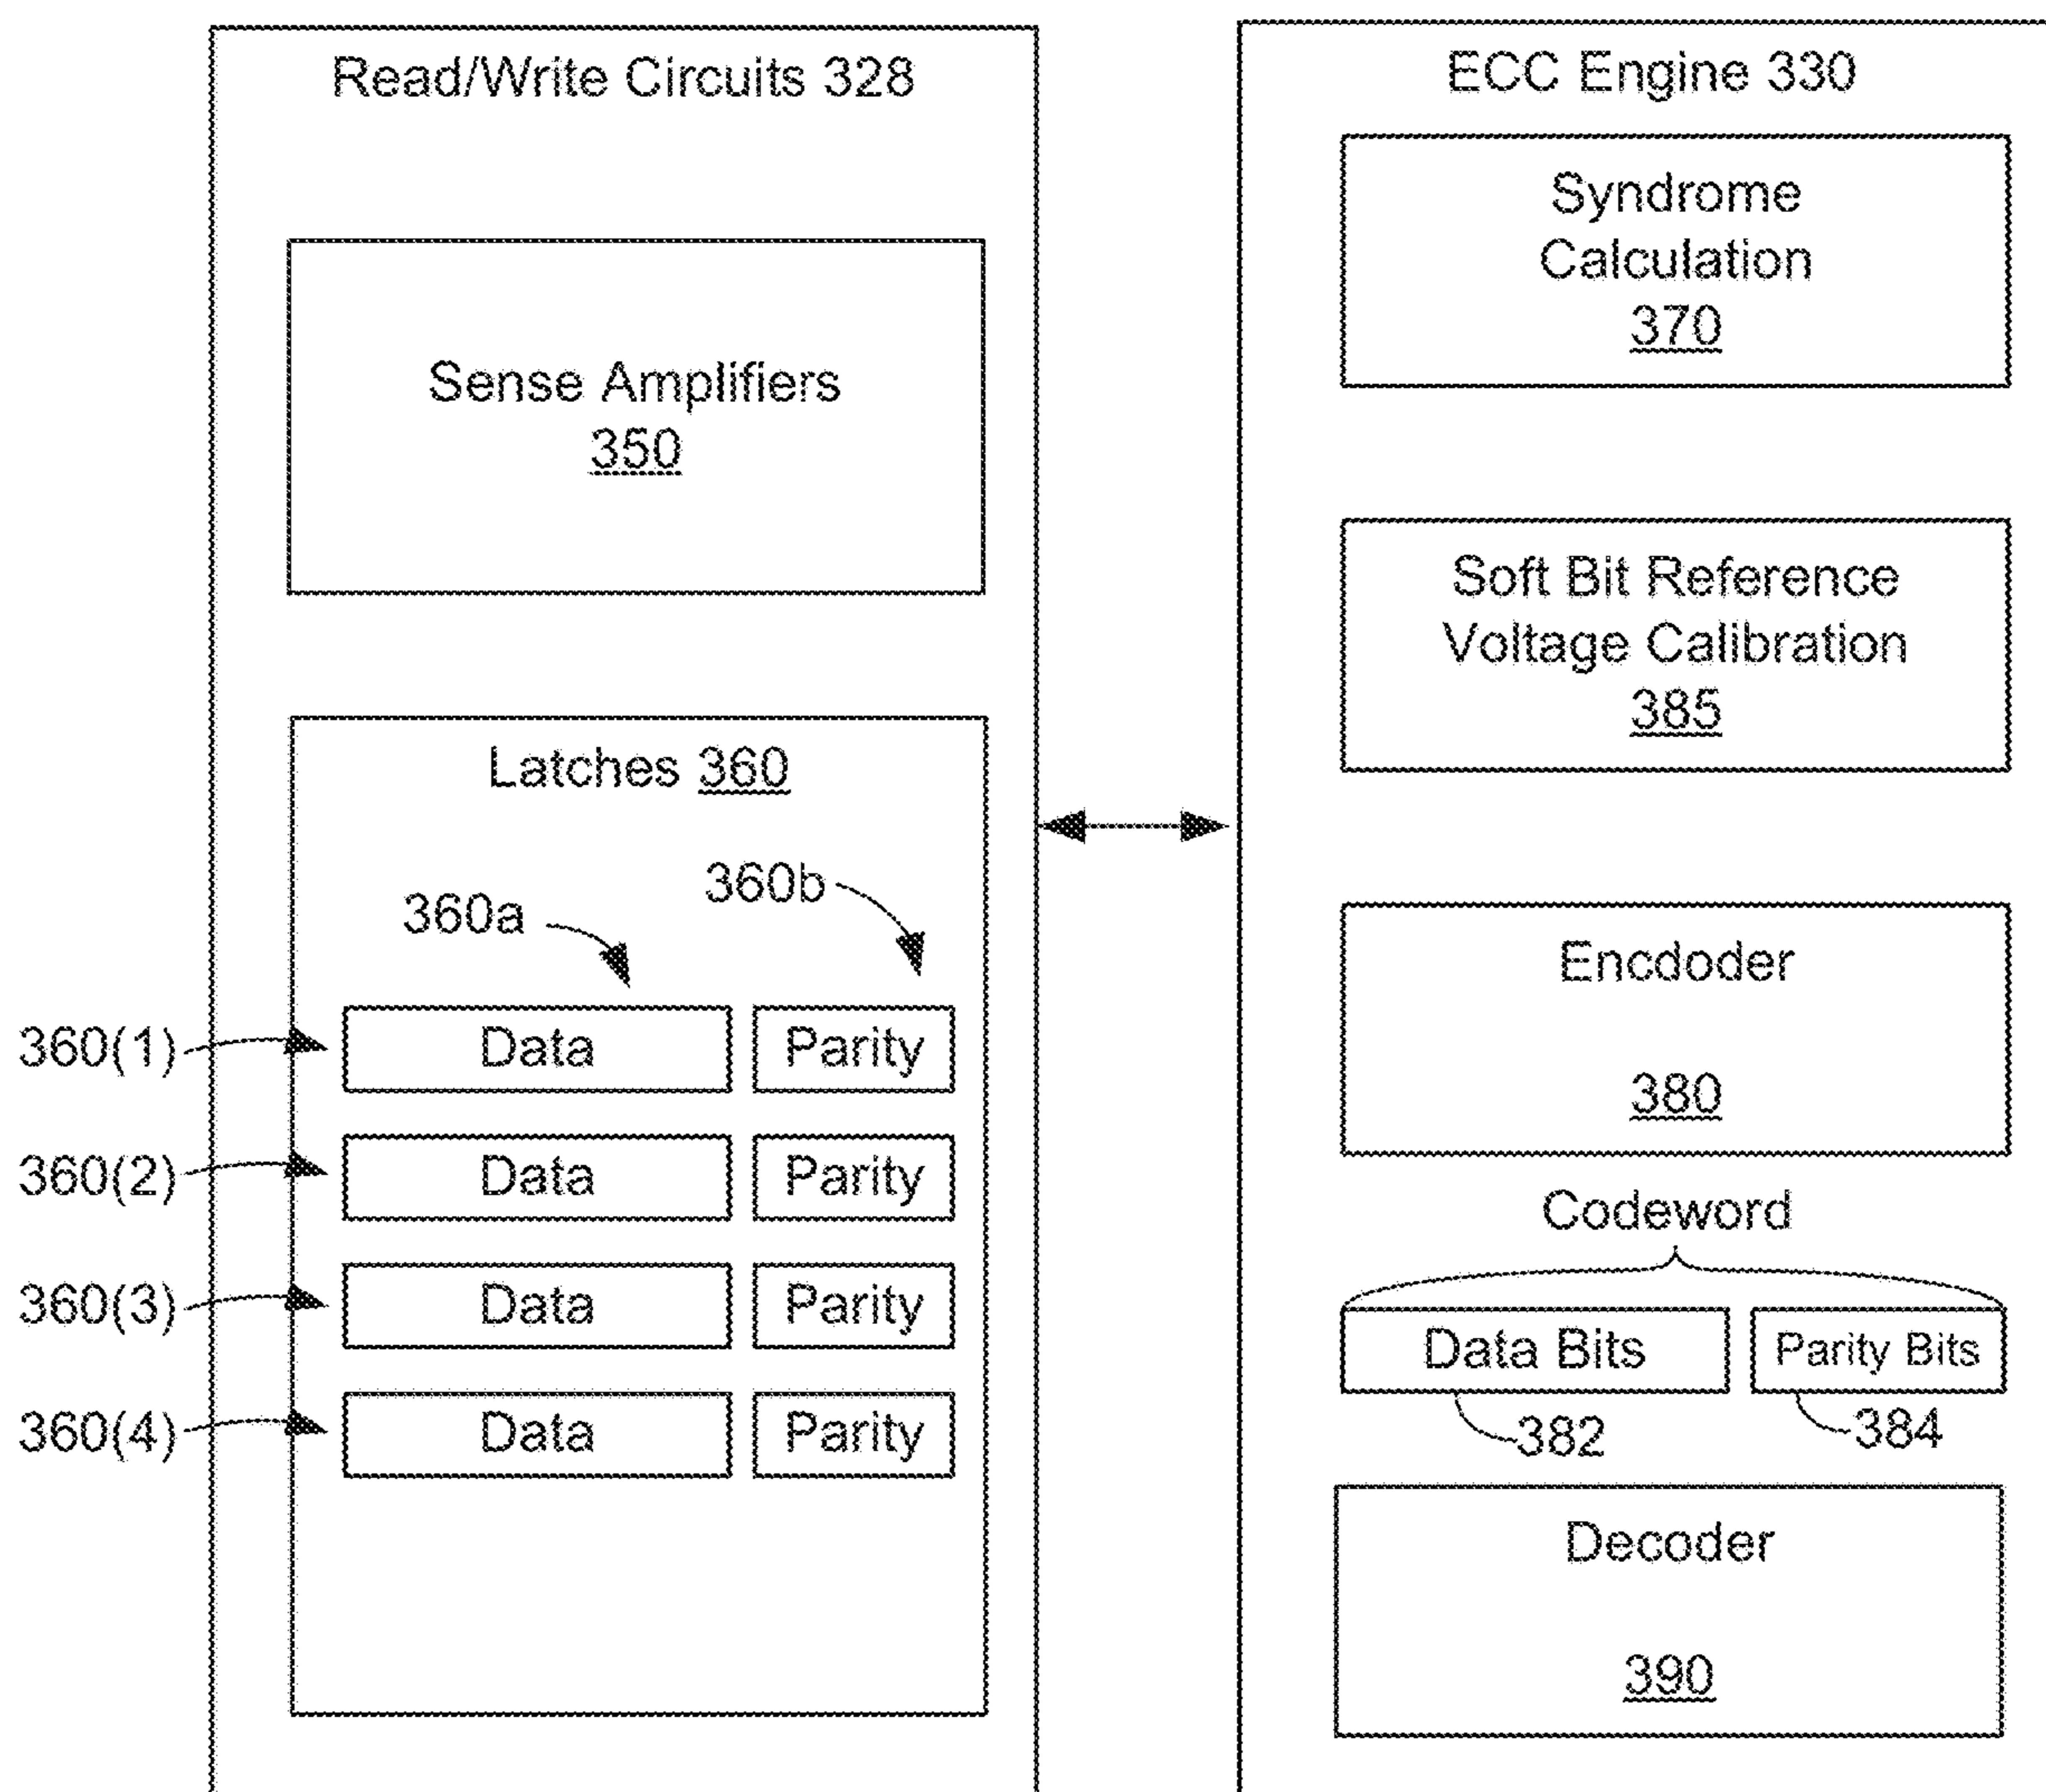 Read/Write Circuits 328
Sense Amplifiers
350
Latches 360
360a
360b
360(1)
Data
Parity
360(2)
Data
Parity
360(3)
Data
Parity
360(4)
Data
Parity
ECC Engine 330
Syndrome
Calculation
370
Soft Bit Reference
Voltage Calibration
385
Encdoder
380
Codeword
Data Bits
Parity Bits
382
384
Decoder
390